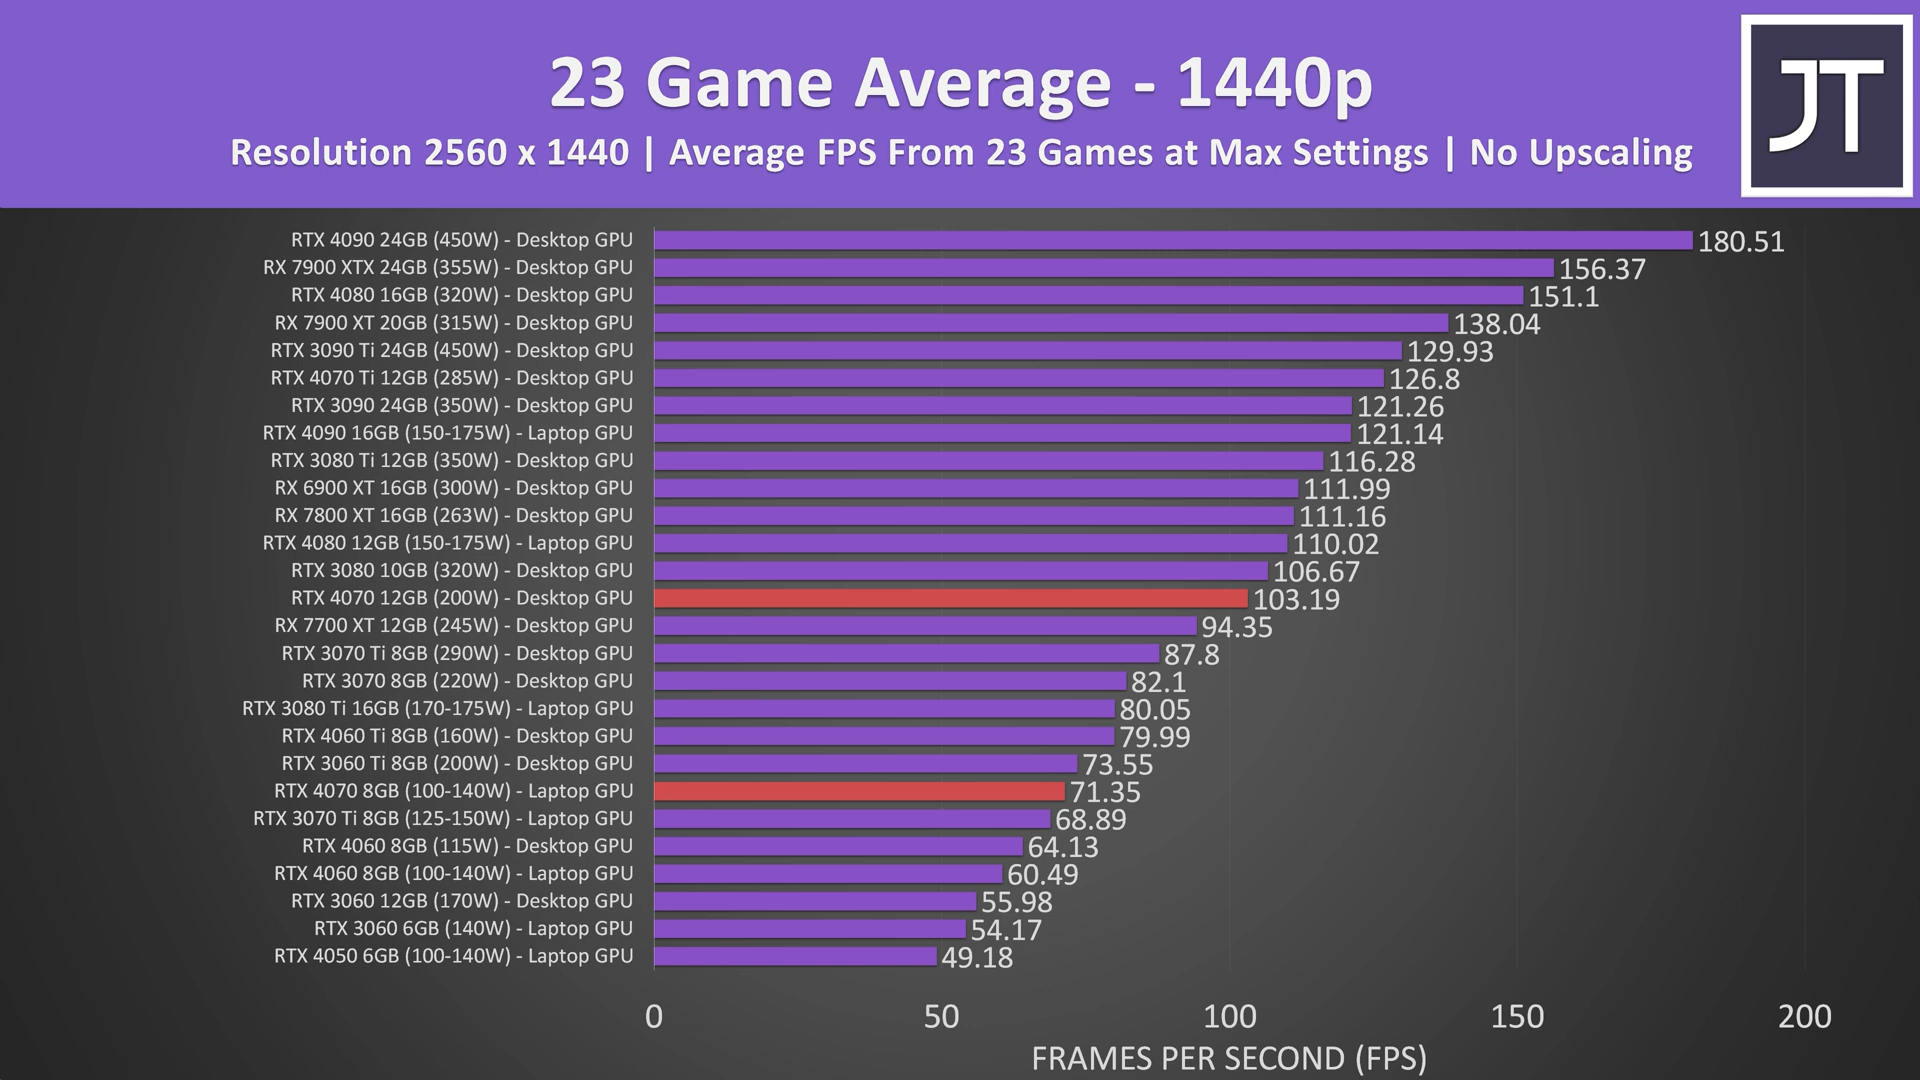 23 Game Average - 1440p
Resolution 2560 x 1440 | Average FPS From 23 Games at Max Settings | No Upscaling
JT
RTX 4090 24GB (450W) - Desktop GPU 180.51
RX 7900 XTX 24GB (355W) - Desktop GPU 156.37
RTX 4080 16GB (320W) - Desktop GPU 151.1
RX 7900 XT 20GB (315W) - Desktop GPU 138.04
RTX 3090 Ti 24GB (450W) - Desktop GPU 129.93
RTX 4070 Ti 12GB (285W) - Desktop GPU 126.8
RTX 3090 24GB (350W) - Desktop GPU 121.26
RTX 4090 16GB (150-175W) - Laptop GPU 121.14
RTX 3080 Ti 12GB (350W) - Desktop GPU 116.28
RX 6900 XT 16GB (300W) - Desktop GPU 111.99
RX 7800 XT 16GB (263W) - Desktop GPU 111.16
RTX 4080 12GB (150-175W) - Laptop GPU 110.02
RTX 3080 10GB (320W) - Desktop GPU 106.67
RTX 4070 12GB (200W) - Desktop GPU 103.19
RX 7700 XT 12GB (245W) - Desktop GPU 94.35
RTX 3070 Ti 8GB (290W) - Desktop GPU 87.8
RTX 3070 8GB (220W) - Desktop GPU 82.1
RTX 3080 Ti 16GB (170-175W) - Laptop GPU 80.05
RTX 4060 Ti 8GB (160W) - Desktop GPU 79.99
RTX 3060 Ti 8GB (200W) - Desktop GPU 73.55
RTX 4070 8GB (100-140W) - Laptop GPU 71.35
RTX 3070 Ti 8GB (125-150W) - Laptop GPU 68.89
RTX 4060 8GB (115W) - Desktop GPU 64.13
RTX 4060 8GB (100-140W) - Laptop GPU 60.49
RTX 3060 12GB (170W) - Desktop GPU 55.98
RTX 3060 6GB (140W) - Laptop GPU 54.17
RTX 4050 6GB (100-140W) - Laptop GPU 49.18
0 50 100 150 200
FRAMES PER SECOND (FPS)